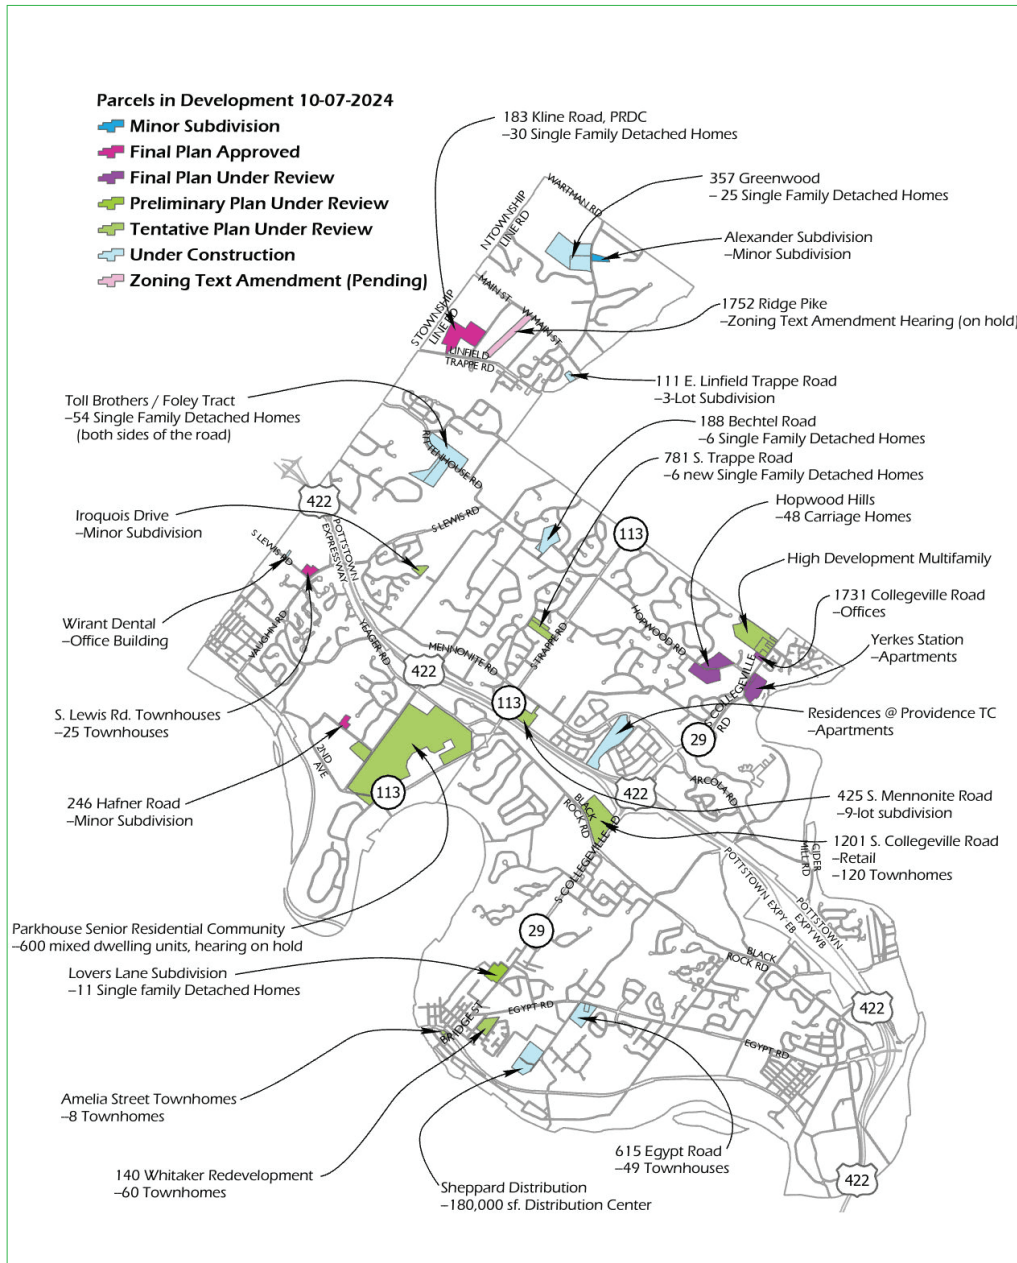 Parcels in Development 10-07-2024
Minor Subdivision
Final Plan Approved
Final Plan Under Review
Preliminary Plan Under Review
Tentative Plan Under Review
Under Construction
Zoning Text Amendment (Pending)
183 Kline Road, PRDC
–30 Single Family Detached Homes
357 Greenwood
– 25 Single Family Detached Homes
Alexander Subdivision
–Minor Subdivision
1752 Ridge Pike
–Zoning Text Amendment Hearing (on hold)
111 E. Linfield Trappe Road
–3-Lot Subdivision
Toll Brothers / Foley Tract
–54 Single Family Detached Homes
(both sides of the road)
188 Bechtel Road
–6 Single Family Detached Homes
781 S. Trappe Road
–6 new Single Family Detached Homes
Hopwood Hills
–48 Carriage Homes
Iroquois Drive
–Minor Subdivision
High Development Multifamily
1731 Collegeville Road
–Offices
Wirant Dental
–Office Building
Yerkes Station
–Apartments
S. Lewis Rd. Townhouses
–25 Townhouses
Residences @ Providence TC
–Apartments
246 Hafner Road
–Minor Subdivision
425 S. Mennonite Road
–9-lot subdivision
1201 S. Collegeville Road
–Retail
–120 Townhomes
Parkhouse Senior Residential Community
–600 mixed dwelling units, hearing on hold
Lovers Lane Subdivision
–11 Single family Detached Homes
Amelia Street Townhomes
–8 Townhomes
140 Whitaker Redevelopment
–60 Townhomes
Sheppard Distribution
–180,000 sf. Distribution Center
615 Egypt Road
–49 Townhouses
WARTMAN RD
N TOWNSHIP
LINE RD
MAIN ST
W MAIN ST
S TOWNSHIP
LINE RD
LINFIELD
TRAPPE RD
RITTENHOUSE RD
422
S LEWIS RD
POTTSTOWN
EXPRESSWAY
S LEWIS RD
113
VAUGHN RD
YEAGER RD
MENNONITE RD
S TRAPPE RD
HOPWOOD RD
422
113
S COLLEGEVILLE
RD
29
2ND
AVE
113
422
ARCOLA RD
BLACK
ROCK RD
S COLLEGEVILLE RD
CIDER
MILL RD
POTTSTOWN EXPY EB
POTTSTOWN
EXPY WB
29
BLACK
ROCK RD
EGYPT RD
BRIDGE ST
EGYPT RD
422
422